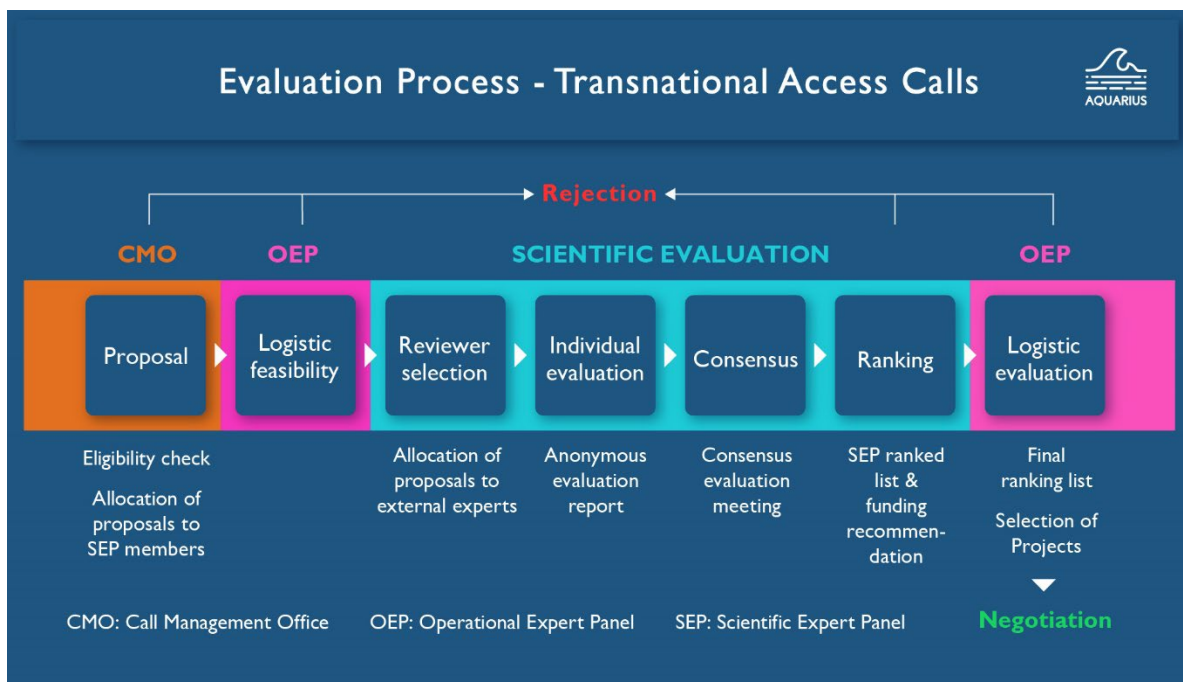 Evaluation Process - Transnational Access Calls
AQUARIUS
Rejection
CMO
OEP
SCIENTIFIC EVALUATION
OEP
Proposal
Logistic
feasibility
Reviewer
selection
Individual
evaluation
Consensus
Ranking
Logistic
evaluation
Eligibility check
Allocation of
proposals to
SEP members
Allocation of
proposals to
external experts
Anonymous
evaluation
report
Consensus
evaluation
meeting
SEP ranked
list &
funding
recommen-
dation
Final
ranking list
Selection of
Projects
CMO: Call Management Office
OEP: Operational Expert Panel
SEP: Scientific Expert Panel
Negotiation